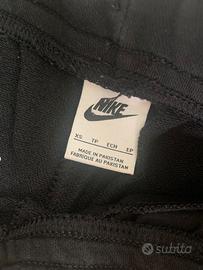 NIKE
XS TP ECH EP
MADE IN PAKISTAN
FABRIQUÉ AU PAKISTAN
subito